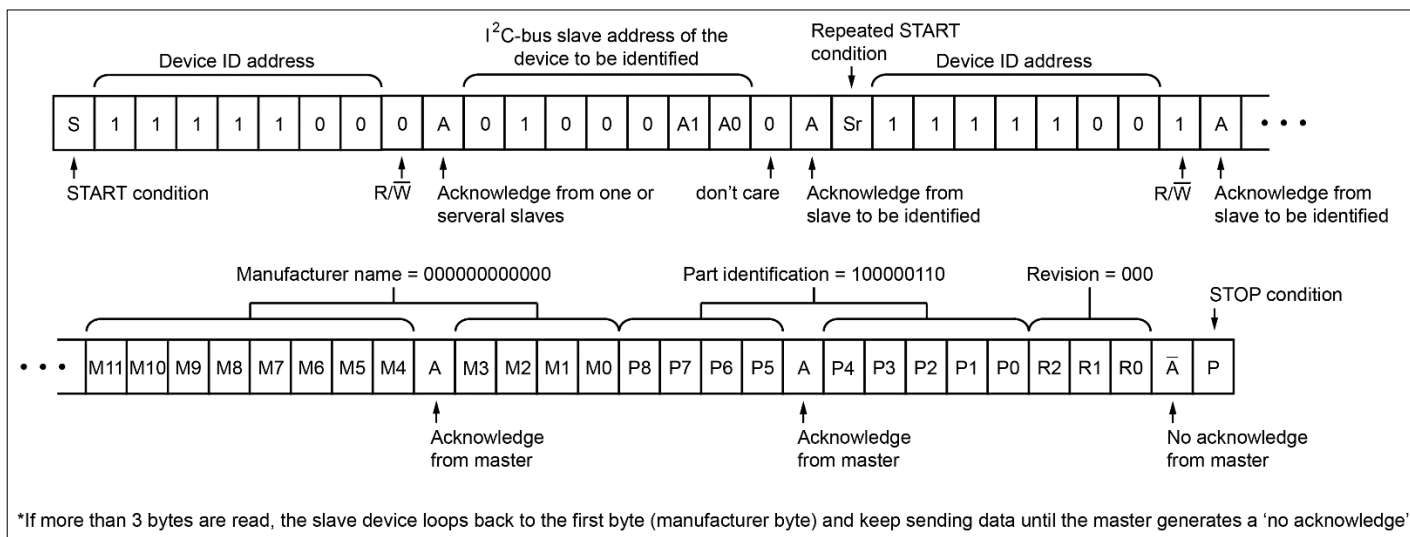 I²C-bus slave address of the
device to be identified
Repeated START
condition
Device ID address
Device ID address
S 1 1 1 1 1 0 0 0 A 0 1 0 0 0 A1 A0 0 A Sr 1 1 1 1 1 0 0 1 A • • •
START condition
R/W̅
Acknowledge from one or
serveral slaves
don't care
Acknowledge from
slave to be identified
R/W̅
Acknowledge from
slave to be identified
Manufacturer name = 000000000000
Part identification = 100000110
Revision = 000
STOP condition
• • • M11 M10 M9 M8 M7 M6 M5 M4 A M3 M2 M1 M0 P8 P7 P6 P5 A P4 P3 P2 P1 P0 R2 R1 R0 A̅ P
Acknowledge
from master
Acknowledge
from master
No acknowledge
from master
*If more than 3 bytes are read, the slave device loops back to the first byte (manufacturer byte) and keep sending data until the master generates a ‘no acknowledge’